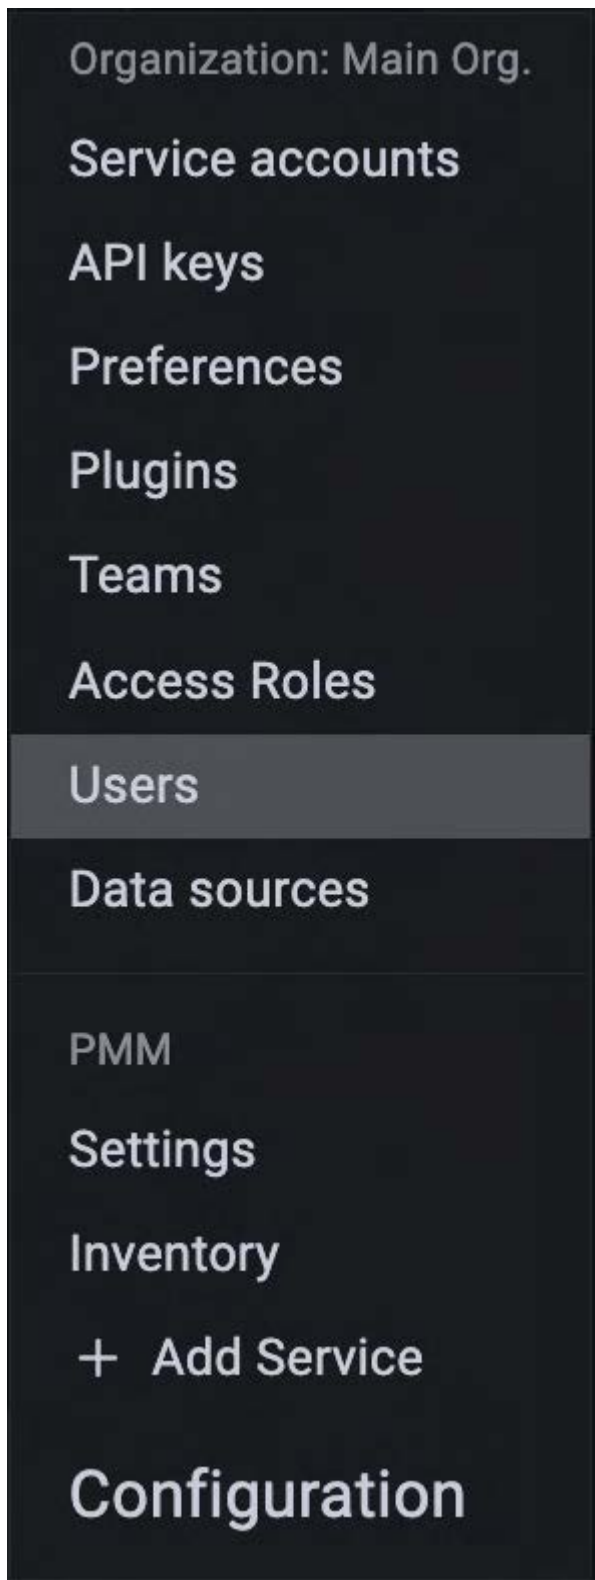 Organization: Main Org.
Service accounts
API keys
Preferences
Plugins
Teams
Access Roles
Users
Data sources
PMM
Settings
Inventory
+ Add Service
Configuration